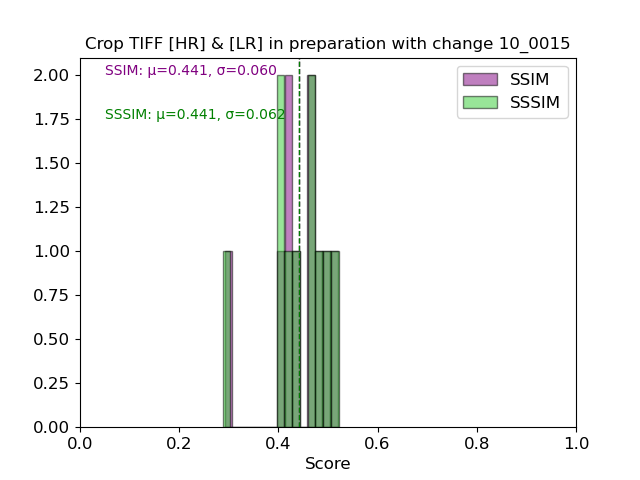 Crop TIFF [HR] & [LR] in preparation with change 10_0015
SSIM: μ=0.441, σ=0.060
SSSIM: μ=0.441, σ=0.062
SSIM
SSSIM
2.00
1.75
1.50
1.25
1.00
0.75
0.50
0.25
0.00
0.0 0.2 0.4 0.6 0.8 1.0
Score